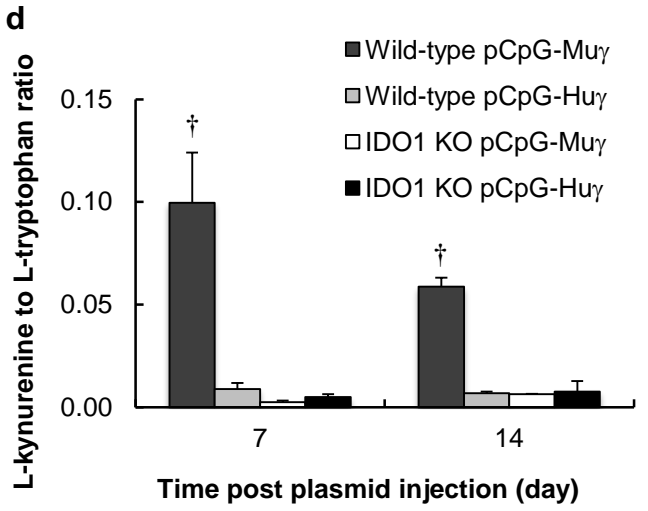 d
Wild-type pCpG-Muγ
Wild-type pCpG-Huγ
IDO1 KO pCpG-Muγ
IDO1 KO pCpG-Huγ
L-kynurenine to L-tryptophan ratio
0.15
0.10
0.05
0.00
†
†
7
14
Time post plasmid injection (day)